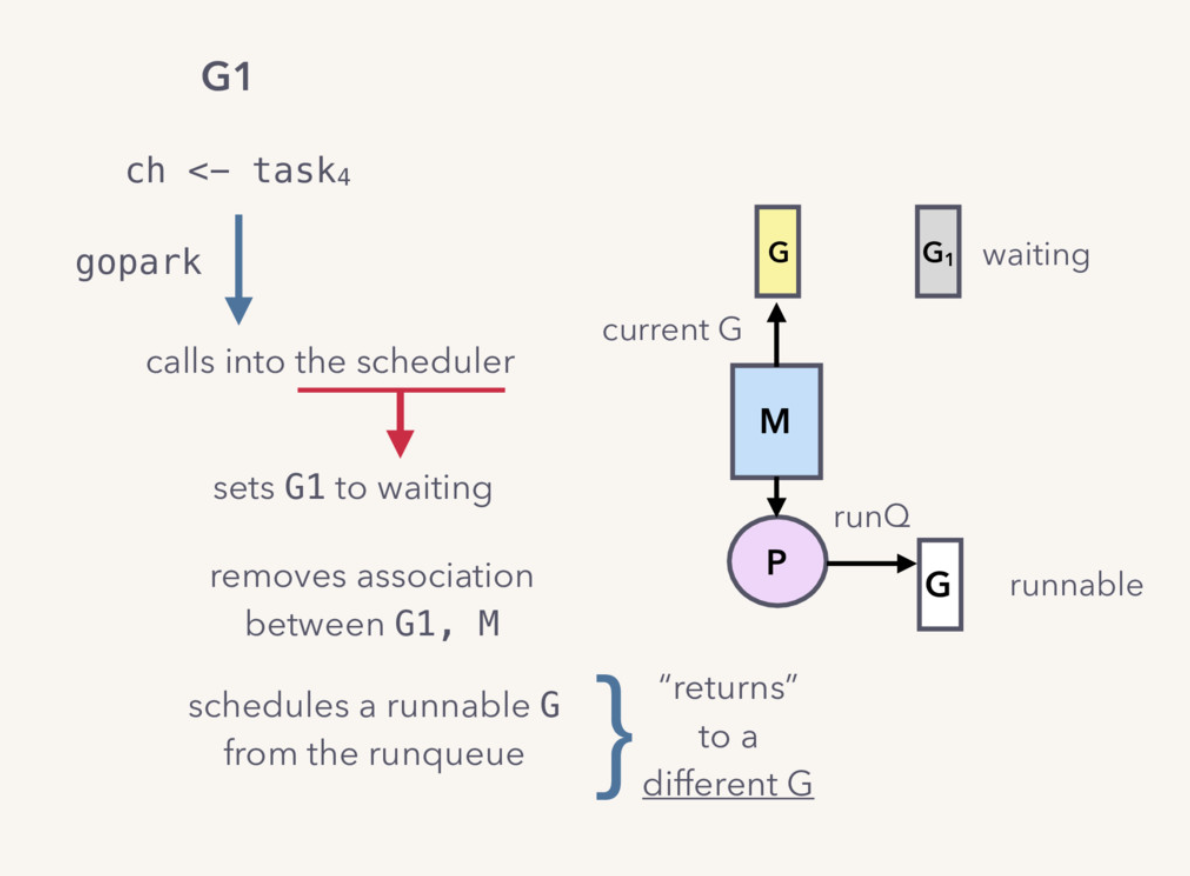 G1
ch <- task₄
gopark
calls into the scheduler
sets G1 to waiting
removes association
between G1, M
schedules a runnable G
from the runqueue
“returns”
to a
different G
G
G₁
waiting
current G
M
runQ
P
G
runnable